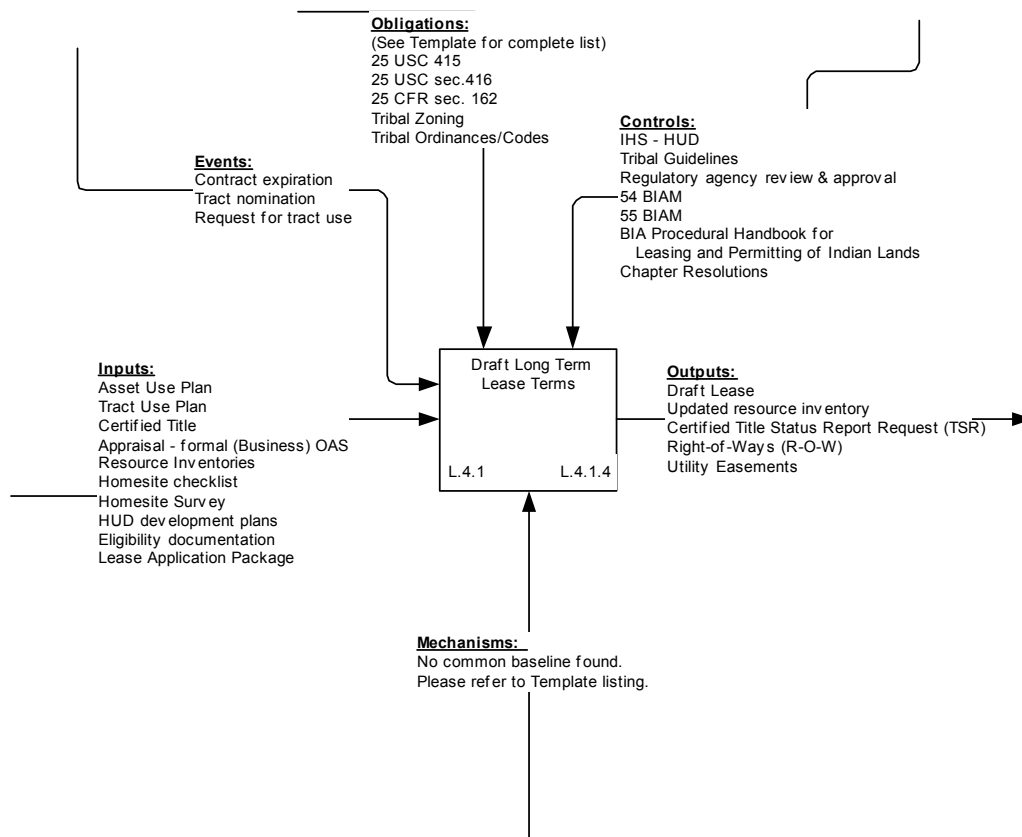 Obligations:
(See Template for complete list)
25 USC 415
25 USC sec.416
25 CFR sec. 162
Tribal Zoning
Tribal Ordinances/Codes
Controls:
IHS - HUD
Tribal Guidelines
Regulatory agency review & approval
54 BIAM
55 BIAM
BIA Procedural Handbook for
Leasing and Permitting of Indian Lands
Chapter Resolutions
Events:
Contract expiration
Tract nomination
Request for tract use
Inputs:
Asset Use Plan
Tract Use Plan
Certified Title
Appraisal - formal (Business) OAS
Resource Inventories
Homesite checklist
Homesite Survey
HUD development plans
Eligibility documentation
Lease Application Package
Draft Long Term
Lease Terms
L.4.1
L.4.1.4
Outputs:
Draft Lease
Updated resource inventory
Certified Title Status Report Request (TSR)
Right-of-Ways (R-O-W)
Utility Easements
Mechanisms:
No common baseline found.
Please refer to Template listing.